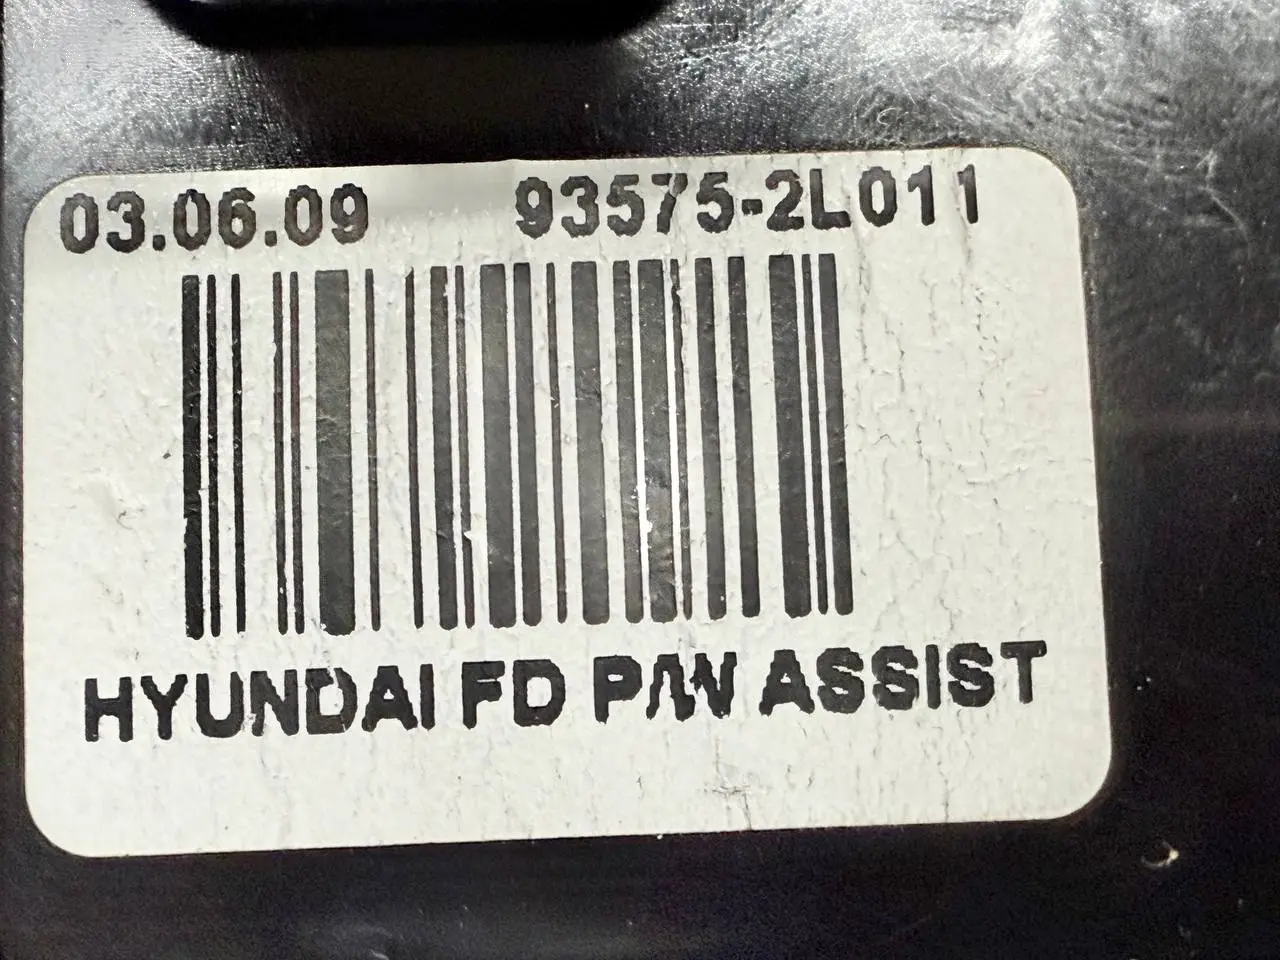 03.06.09 93575-2L011
HYUNDAI FD P/W ASSIST